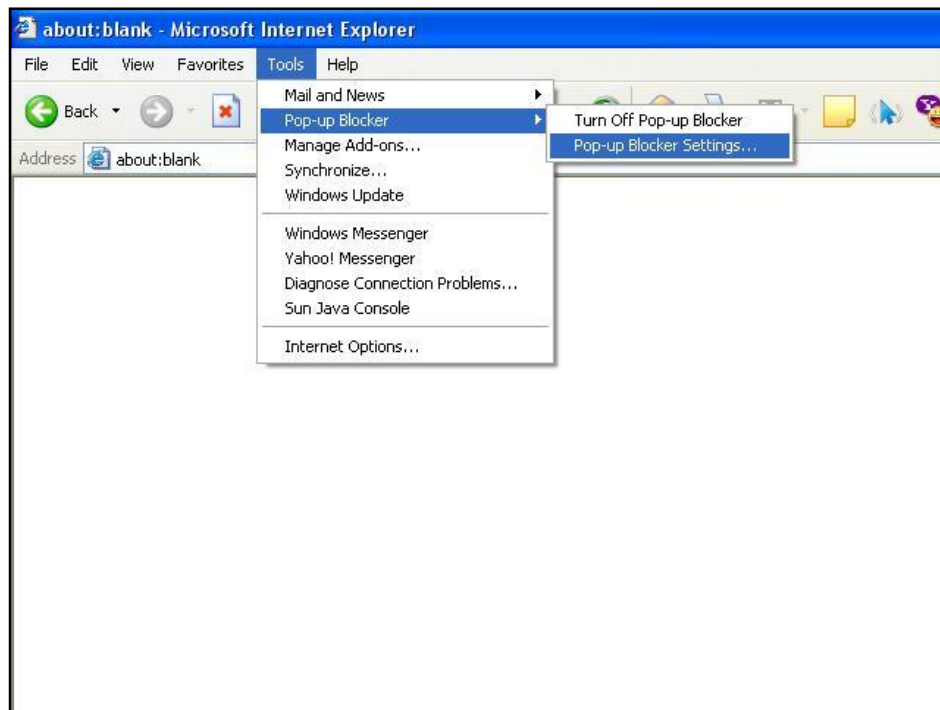 about:blank - Microsoft Internet Explorer
File Edit View Favorites Tools Help
Back
Address about:blank
Mail and News
Pop-up Blocker
Manage Add-ons...
Synchronize...
Windows Update
Windows Messenger
Yahoo! Messenger
Diagnose Connection Problems...
Sun Java Console
Internet Options...
Turn Off Pop-up Blocker
Pop-up Blocker Settings...